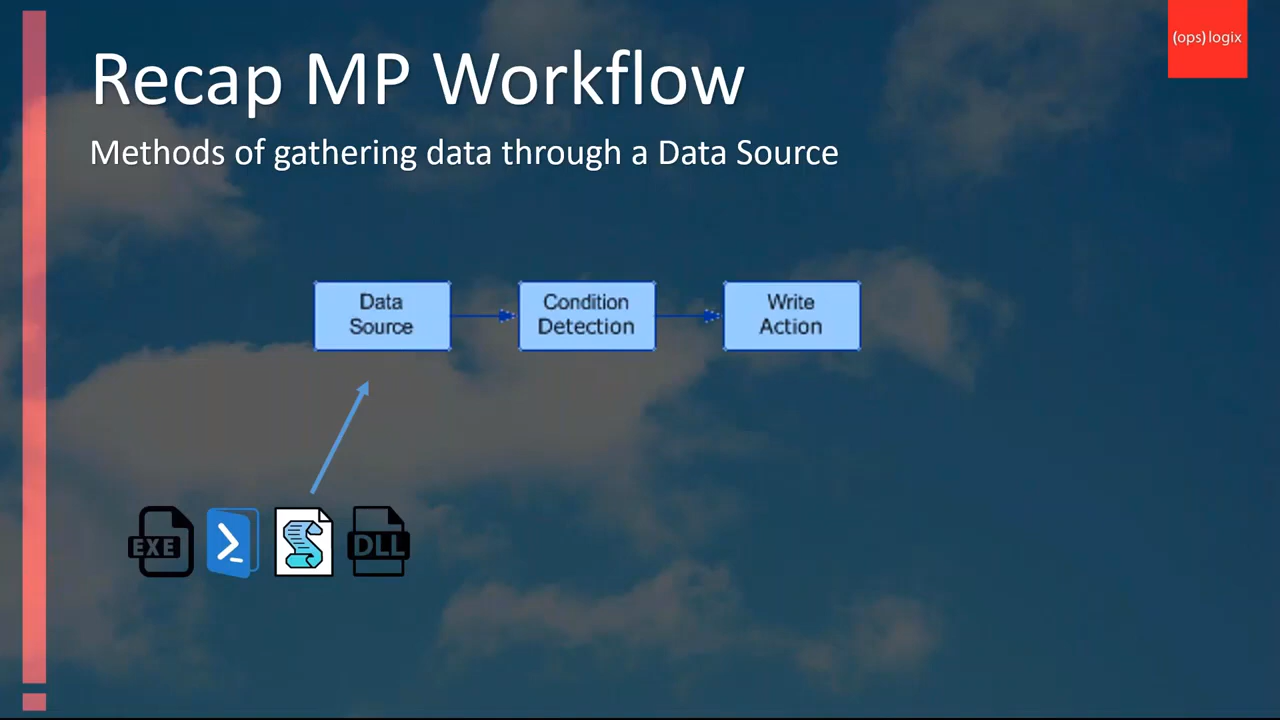 (ops)logix
Recap MP Workflow
Methods of gathering data through a Data Source
Data
Source
Condition
Detection
Write
Action
EXE
DLL